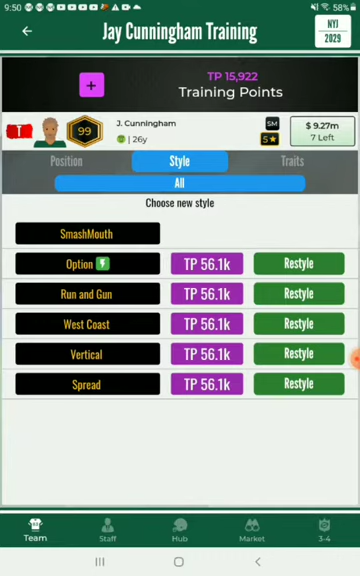 9:50
58%
Jay Cunningham Training
NYJ
2029
+
TP 15,922
Training Points
T
99
J. Cunningham
| 26y
SM
5★
$ 9.27m
7 Left
Position
Style
Traits
All
Choose new style
SmashMouth
Option TP 56.1k Restyle
Run and Gun TP 56.1k Restyle
West Coast TP 56.1k Restyle
Vertical TP 56.1k Restyle
Spread TP 56.1k Restyle
Team
Staff
Hub
Market
3-4